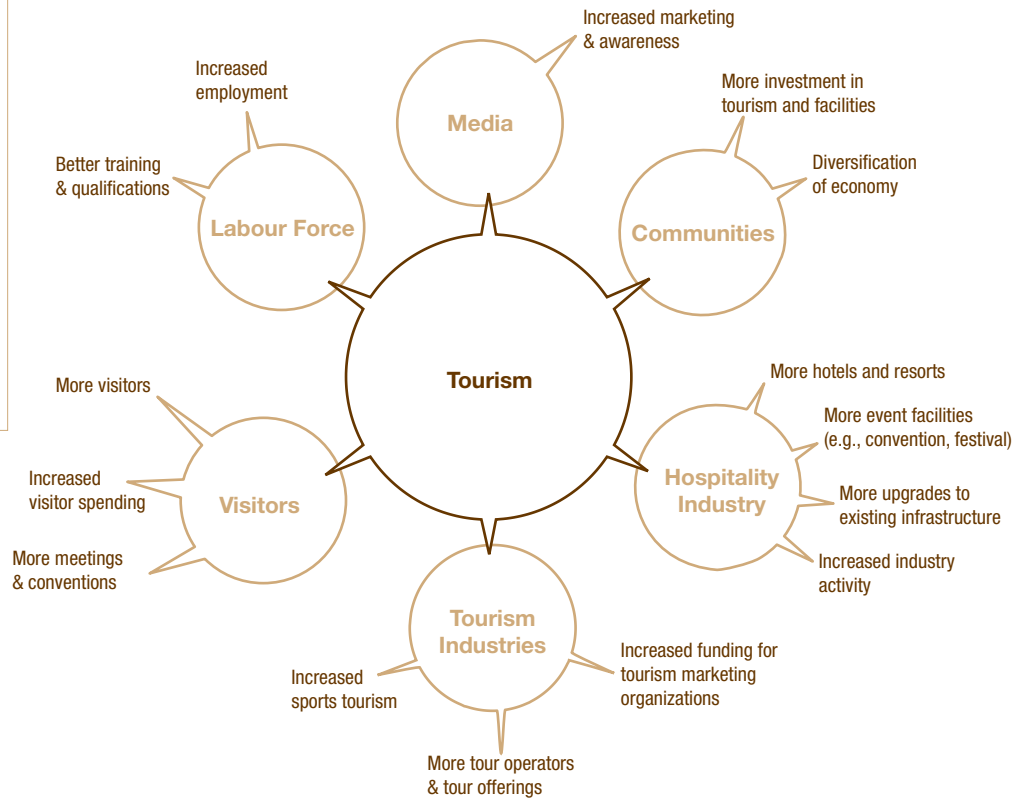 Increased marketing
& awareness
Media
Increased
employment
Better training
& qualifications
Labour Force
More investment in
tourism and facilities
Diversification
of economy
Communities
Tourism
More visitors
Increased
visitor spending
More meetings
& conventions
Visitors
More hotels and resorts
More event facilities
(e.g., convention, festival)
More upgrades to
existing infrastructure
Increased industry
activity
Hospitality
Industry
Tourism
Industries
Increased
sports tourism
More tour operators
& tour offerings
Increased funding for
tourism marketing
organizations